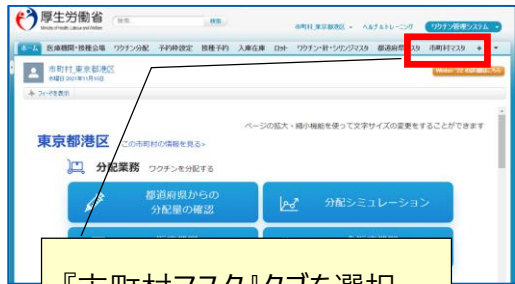 厚生労働省
検索
市町村_東京都港区
ヘルプ＆トレーニング
ワクチン管理システム
ホーム 医療機関・接種会場 ワクチン分配 予約枠設定 接種予約 入庫在庫 ロット ワクチン・針・シリンジマスタ 都道府県マスタ 市町村マスタ
市町村_東京都港区
フィードを表示
ページの拡大・縮小機能を使って文字サイズの変更をすることができます
東京都港区 この市町村の情報を見る>
分配業務 ワクチンを分配する
都道府県からの
分配量の確認
分配シミュレーション
『市町村マスタ』タブを選択